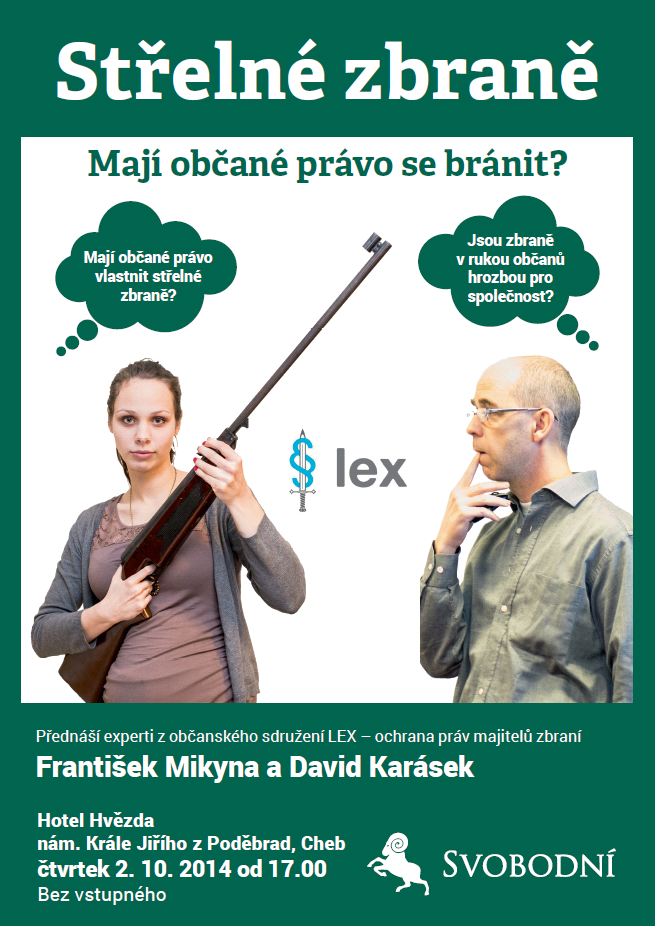 Střelné zbraně
Mají občané právo se bránit?
Mají občané právo
vlastnit střelné
zbraně?
Jsou zbraně
v rukou občanů
hrozbou pro
společnost?
lex
Přednáší experti z občanského sdružení LEX – ochrana práv majitelů zbraní
František Mikyna a David Karásek
Hotel Hvězda
nám. Krále Jiřího z Poděbrad, Cheb
čtvrtek 2. 10. 2014 od 17.00
Bez vstupného
SVOBODNÍ